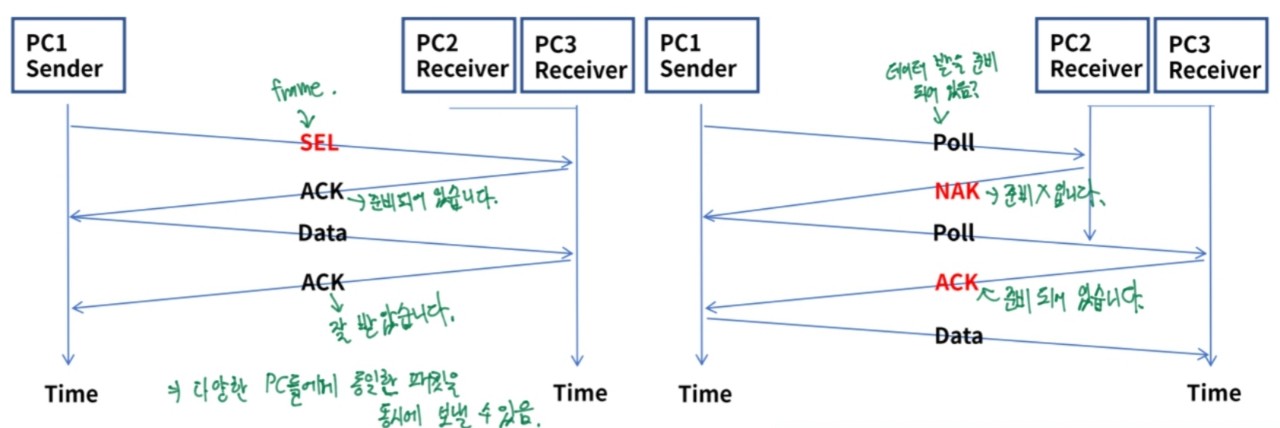 PC1
Sender
PC2
Receiver
PC3
Receiver
frame.
SEL
ACK → 준비되어 있습니다.
Data
ACK
잘 받았습니다.
Time
Time
⇒ 다양한 PC들에게 동일한 패킷을
동시에 보낼 수 있음.
PC1
Sender
PC2
Receiver
PC3
Receiver
데이터 받을 준비
되어 있음?
Poll
NAK → 준비 X 입니다.
Poll
ACK ← 준비 되어 있습니다.
Data
Time
Time